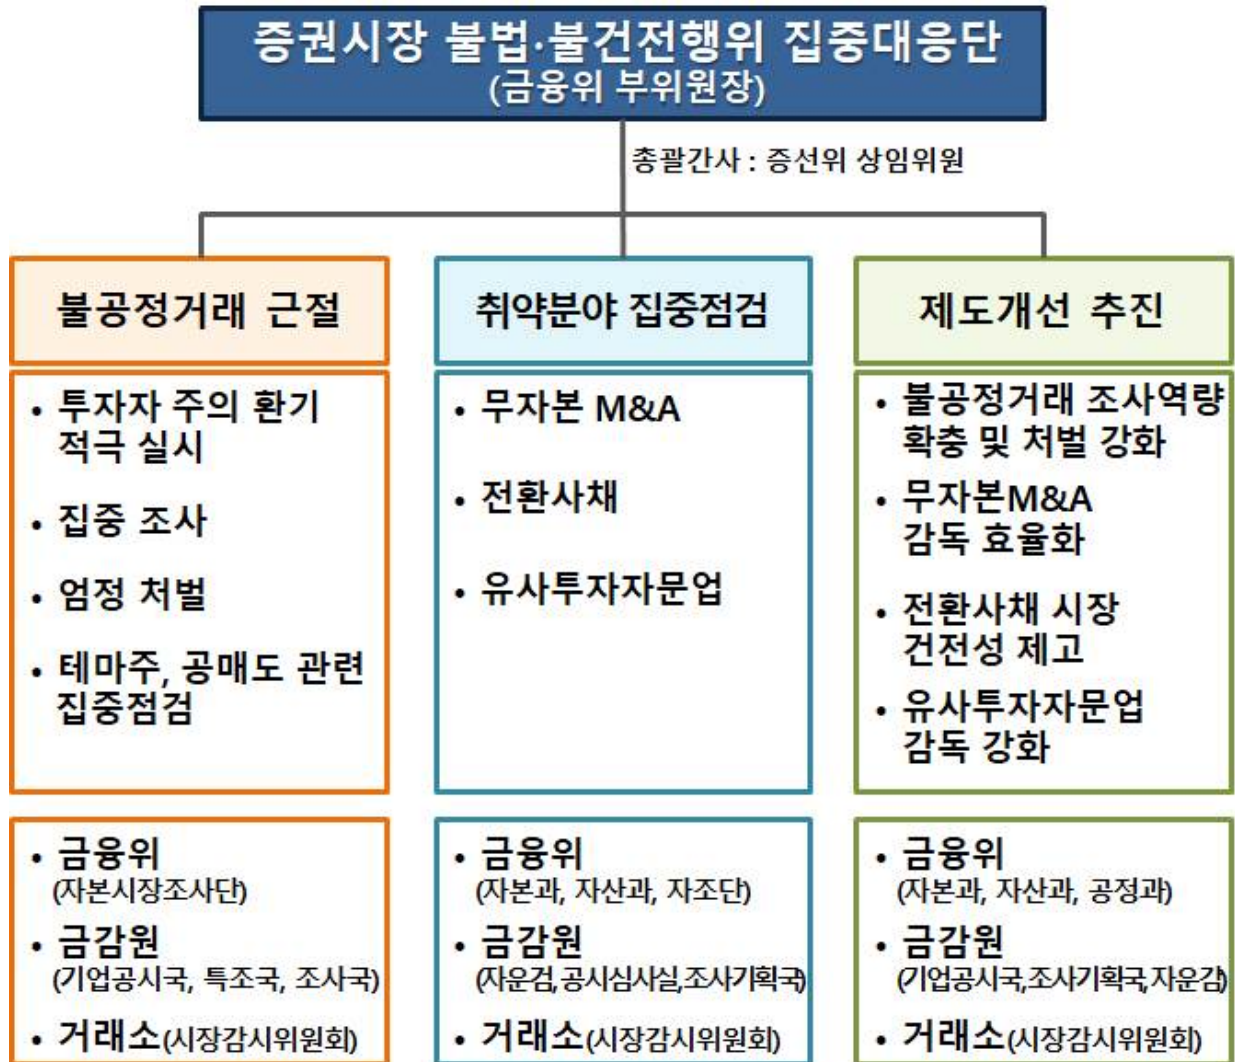 증권시장 불법·불건전행위 집중대응단
(금융위 부위원장)
총괄간사 : 증선위 상임위원
불공정거래 근절
• 투자자 주의 환기
적극 실시
• 집중 조사
• 엄정 처벌
• 테마주, 공매도 관련
집중점검
• 금융위
(자본시장조사단)
• 금감원
(기업공시국, 특조국, 조사국)
• 거래소(시장감시위원회)
취약분야 집중점검
• 무자본 M&A
• 전환사채
• 유사투자자문업
• 금융위
(자본과, 자산과, 자조단)
• 금감원
(자운검,공시심사실,조사기획국)
• 거래소(시장감시위원회)
제도개선 추진
• 불공정거래 조사역량
확충 및 처벌 강화
• 무자본M&A
감독 효율화
• 전환사채 시장
건전성 제고
• 유사투자자문업
감독 강화
• 금융위
(자본과, 자산과, 공정과)
• 금감원
(기업공시국,조사기획국,자운감)
• 거래소(시장감시위원회)